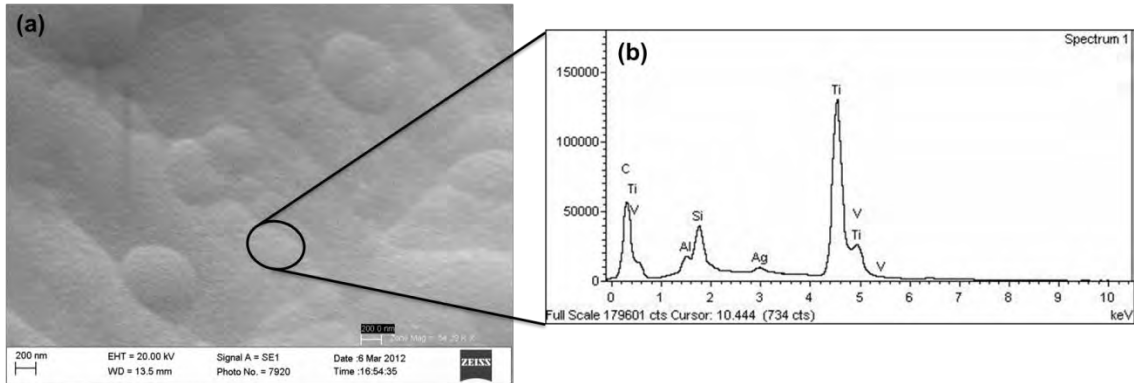 (a)
200.0 nm
200 nm
EHT = 20.00 kV
WD = 13.5 mm
Signal A = SE1
Photo No. = 7920
Date :6 Mar 2012
Time :16:54:35
ZEISS
(b)
Spectrum 1
150000
100000
50000
0
C
Ti
V
Al
Si
Ag
Ti
V
Ti
V
0 1 2 3 4 5 6 7 8 9 10
Full Scale 179601 cts Cursor: 10.444 (734 cts)
keV